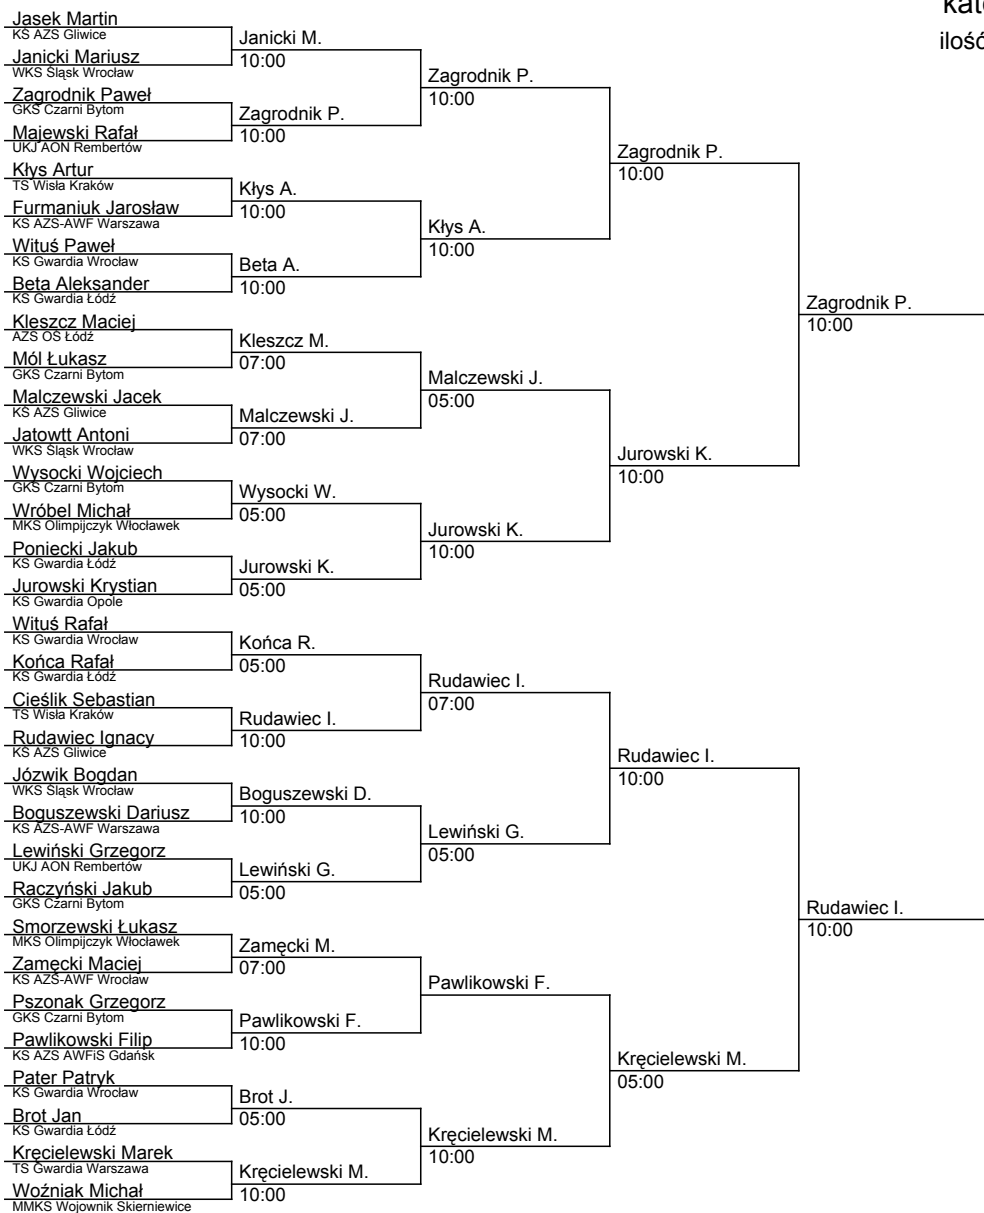 kate
ilość
Jasek Martin
KS AZS Gliwice
Janicki Mariusz
WKS Śląsk Wrocław
Zagrodnik Paweł
GKS Czarni Bytom
Majewski Rafał
UKJ AON Rembertów
Kłys Artur
TS Wisła Kraków
Furmaniuk Jarosław
KS AZS-AWF Warszawa
Wituś Paweł
KS Gwardia Wrocław
Beta Aleksander
KS Gwardia Łódź
Kleszcz Maciej
AZS OŚ Łódź
Mól Łukasz
GKS Czarni Bytom
Malczewski Jacek
KS AZS Gliwice
Jatowtt Antoni
WKS Śląsk Wrocław
Wysocki Wojciech
GKS Czarni Bytom
Wróbel Michał
MKS Olimpijczyk Włocławek
Poniecki Jakub
KS Gwardia Łódź
Jurowski Krystian
KS Gwardia Opole
Wituś Rafał
KS Gwardia Wrocław
Końca Rafał
KS Gwardia Łódź
Cieślik Sebastian
TS Wisła Kraków
Rudawiec Ignacy
KS AZS Gliwice
Józwik Bogdan
WKS Śląsk Wrocław
Boguszewski Dariusz
KS AZS-AWF Warszawa
Lewiński Grzegorz
UKJ AON Rembertów
Raczyński Jakub
GKS Czarni Bytom
Smorzewski Łukasz
MKS Olimpijczyk Włocławek
Zamęcki Maciej
KS AZS-AWF Wrocław
Pszonak Grzegorz
GKS Czarni Bytom
Pawlikowski Filip
KS AZS AWFiS Gdańsk
Pater Patryk
KS Gwardia Wrocław
Brot Jan
KS Gwardia Łódź
Kręcielewski Marek
TS Gwardia Warszawa
Woźniak Michał
MMKS Wojownik Skierniewice
Janicki M.
10:00
Zagrodnik P.
10:00
Kłys A.
10:00
Beta A.
10:00
Kleszcz M.
07:00
Malczewski J.
07:00
Wysocki W.
05:00
Jurowski K.
05:00
Końca R.
05:00
Rudawiec I.
10:00
Boguszewski D.
10:00
Lewiński G.
05:00
Zamęcki M.
07:00
Pawlikowski F.
10:00
Brot J.
05:00
Kręcielewski M.
10:00
Zagrodnik P.
10:00
Kłys A.
10:00
Malczewski J.
05:00
Jurowski K.
10:00
Rudawiec I.
07:00
Lewiński G.
05:00
Pawlikowski F.
Kręcielewski M.
10:00
Zagrodnik P.
10:00
Jurowski K.
10:00
Rudawiec I.
10:00
Kręcielewski M.
05:00
Zagrodnik P.
10:00
Rudawiec I.
10:00